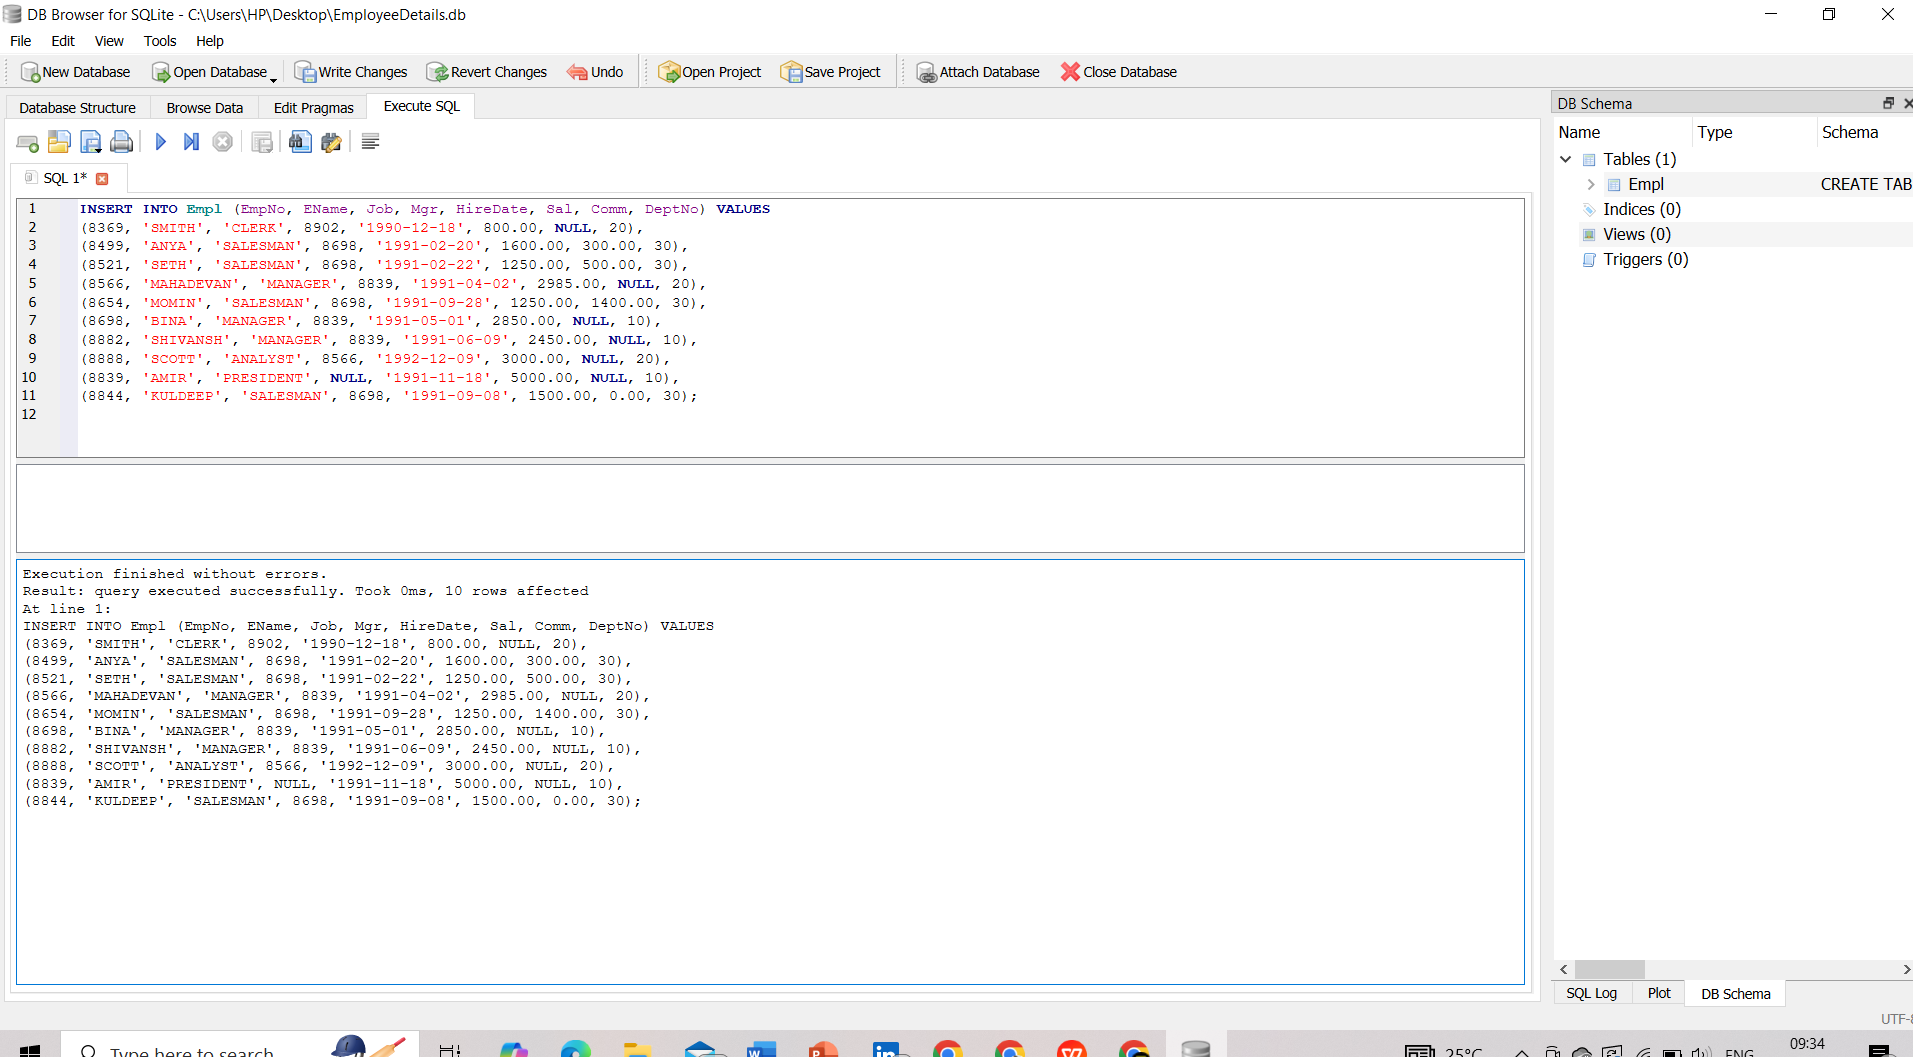 DB Browser for SQLite - C:\Users\HP\Desktop\EmployeeDetails.db
File Edit View Tools Help
New Database Open Database Write Changes Revert Changes Undo Open Project Save Project Attach Database Close Database
Database Structure Browse Data Edit Pragmas Execute SQL
SQL 1*
1 INSERT INTO Empl (EmpNo, EName, Job, Mgr, HireDate, Sal, Comm, DeptNo) VALUES
2 (8369, 'SMITH', 'CLERK', 8902, '1990-12-18', 800.00, NULL, 20),
3 (8499, 'ANYA', 'SALESMAN', 8698, '1991-02-20', 1600.00, 300.00, 30),
4 (8521, 'SETH', 'SALESMAN', 8698, '1991-02-22', 1250.00, 500.00, 30),
5 (8566, 'MAHADEVAN', 'MANAGER', 8839, '1991-04-02', 2985.00, NULL, 20),
6 (8654, 'MOMIN', 'SALESMAN', 8698, '1991-09-28', 1250.00, 1400.00, 30),
7 (8698, 'BINA', 'MANAGER', 8839, '1991-05-01', 2850.00, NULL, 10),
8 (8882, 'SHIVANSH', 'MANAGER', 8839, '1991-06-09', 2450.00, NULL, 10),
9 (8888, 'SCOTT', 'ANALYST', 8566, '1992-12-09', 3000.00, NULL, 20),
10 (8839, 'AMIR', 'PRESIDENT', NULL, '1991-11-18', 5000.00, NULL, 10),
11 (8844, 'KULDEEP', 'SALESMAN', 8698, '1991-09-08', 1500.00, 0.00, 30);
12
Execution finished without errors.
Result: query executed successfully. Took 0ms, 10 rows affected
At line 1:
INSERT INTO Empl (EmpNo, EName, Job, Mgr, HireDate, Sal, Comm, DeptNo) VALUES
(8369, 'SMITH', 'CLERK', 8902, '1990-12-18', 800.00, NULL, 20),
(8499, 'ANYA', 'SALESMAN', 8698, '1991-02-20', 1600.00, 300.00, 30),
(8521, 'SETH', 'SALESMAN', 8698, '1991-02-22', 1250.00, 500.00, 30),
(8566, 'MAHADEVAN', 'MANAGER', 8839, '1991-04-02', 2985.00, NULL, 20),
(8654, 'MOMIN', 'SALESMAN', 8698, '1991-09-28', 1250.00, 1400.00, 30),
(8698, 'BINA', 'MANAGER', 8839, '1991-05-01', 2850.00, NULL, 10),
(8882, 'SHIVANSH', 'MANAGER', 8839, '1991-06-09', 2450.00, NULL, 10),
(8888, 'SCOTT', 'ANALYST', 8566, '1992-12-09', 3000.00, NULL, 20),
(8839, 'AMIR', 'PRESIDENT', NULL, '1991-11-18', 5000.00, NULL, 10),
(8844, 'KULDEEP', 'SALESMAN', 8698, '1991-09-08', 1500.00, 0.00, 30);
DB Schema
Name Type Schema
Tables (1)
Empl CREATE TAB
Indices (0)
Views (0)
Triggers (0)
SQL Log Plot DB Schema
UTF-8
Type here to search
25°C ENG 09:34